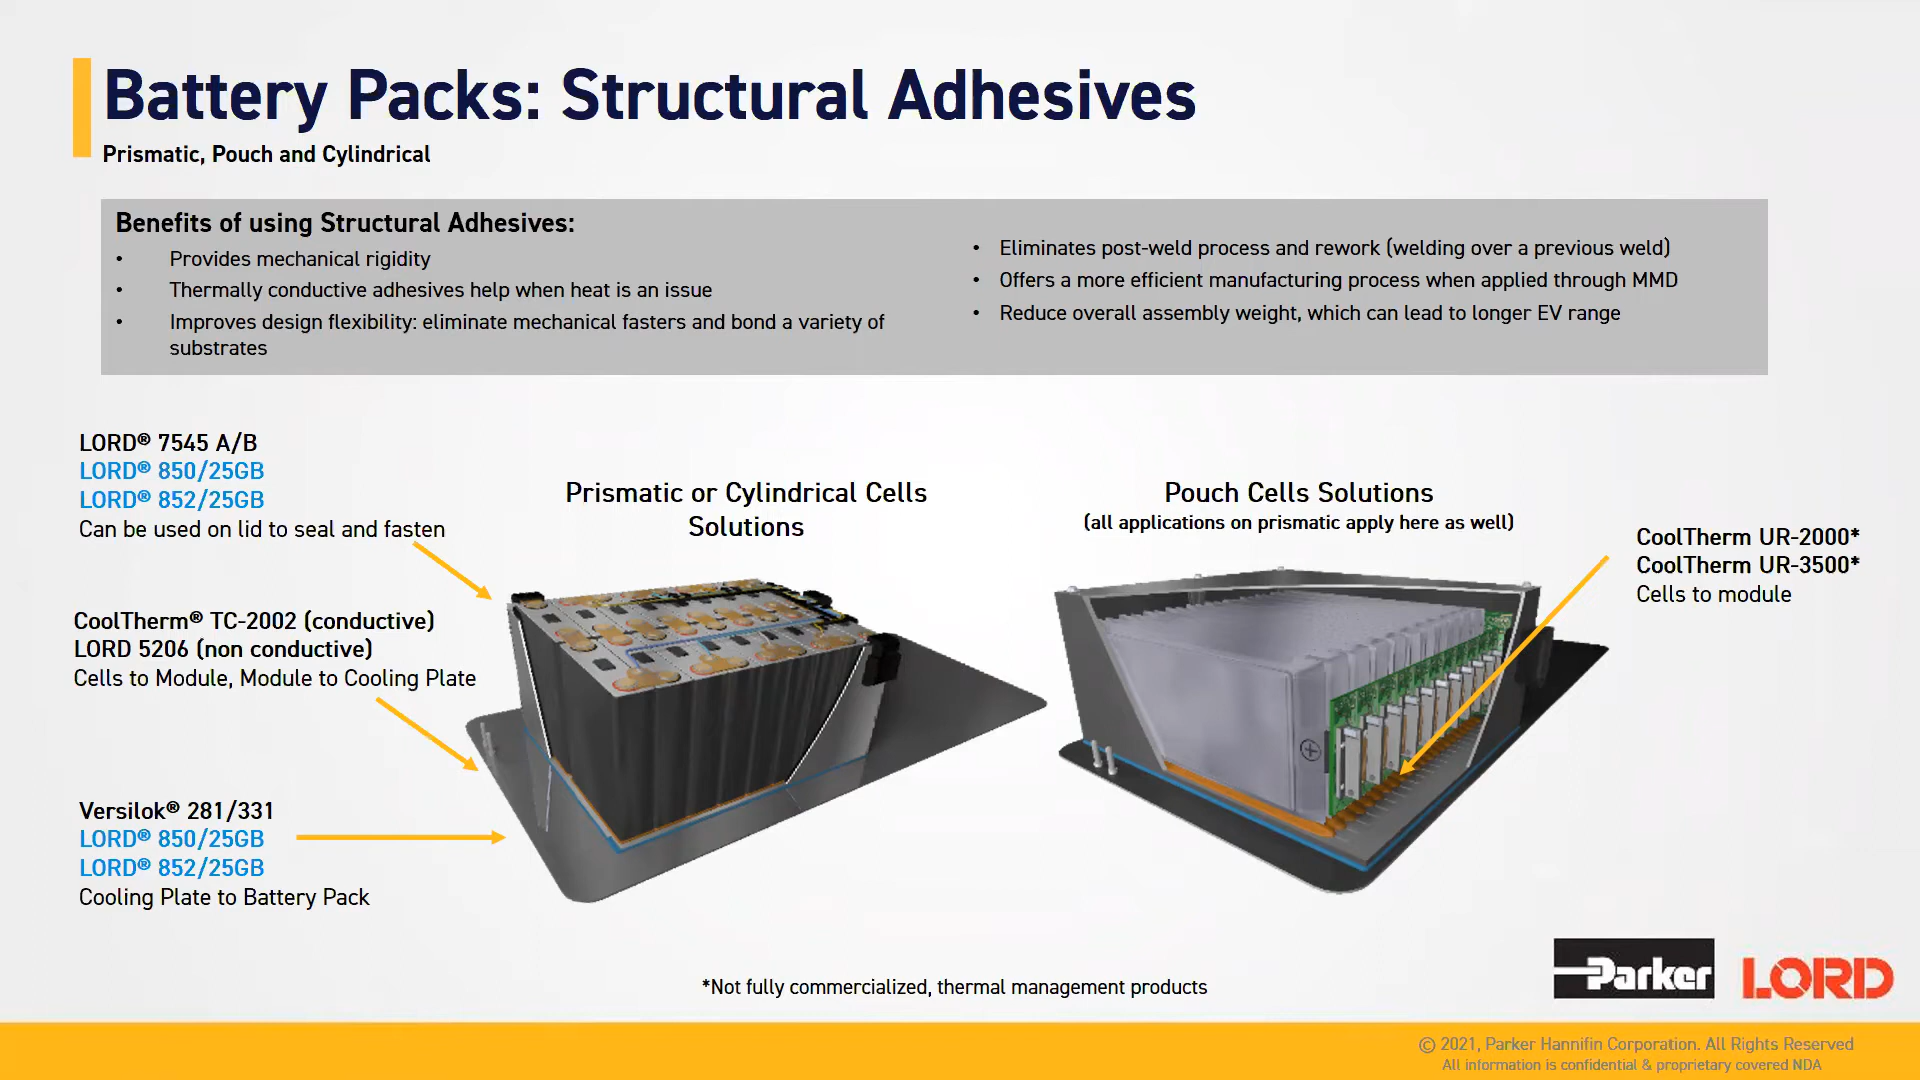 Battery Packs: Structural Adhesives
Prismatic, Pouch and Cylindrical
Benefits of using Structural Adhesives:
• Provides mechanical rigidity
• Thermally conductive adhesives help when heat is an issue
• Improves design flexibility: eliminate mechanical fasters and bond a variety of
substrates
• Eliminates post-weld process and rework (welding over a previous weld)
• Offers a more efficient manufacturing process when applied through MMD
• Reduce overall assembly weight, which can lead to longer EV range
LORD® 7545 A/B
LORD® 850/25GB
LORD® 852/25GB
Can be used on lid to seal and fasten
CoolTherm® TC-2002 (conductive)
LORD 5206 (non conductive)
Cells to Module, Module to Cooling Plate
Versilok® 281/331
LORD® 850/25GB
LORD® 852/25GB
Cooling Plate to Battery Pack
Prismatic or Cylindrical Cells
Solutions
Pouch Cells Solutions
(all applications on prismatic apply here as well)
CoolTherm UR-2000*
CoolTherm UR-3500*
Cells to module
*Not fully commercialized, thermal management products
Parker
LORD
© 2021, Parker Hannifin Corporation. All Rights Reserved
All information is confidential & proprietary covered NDA